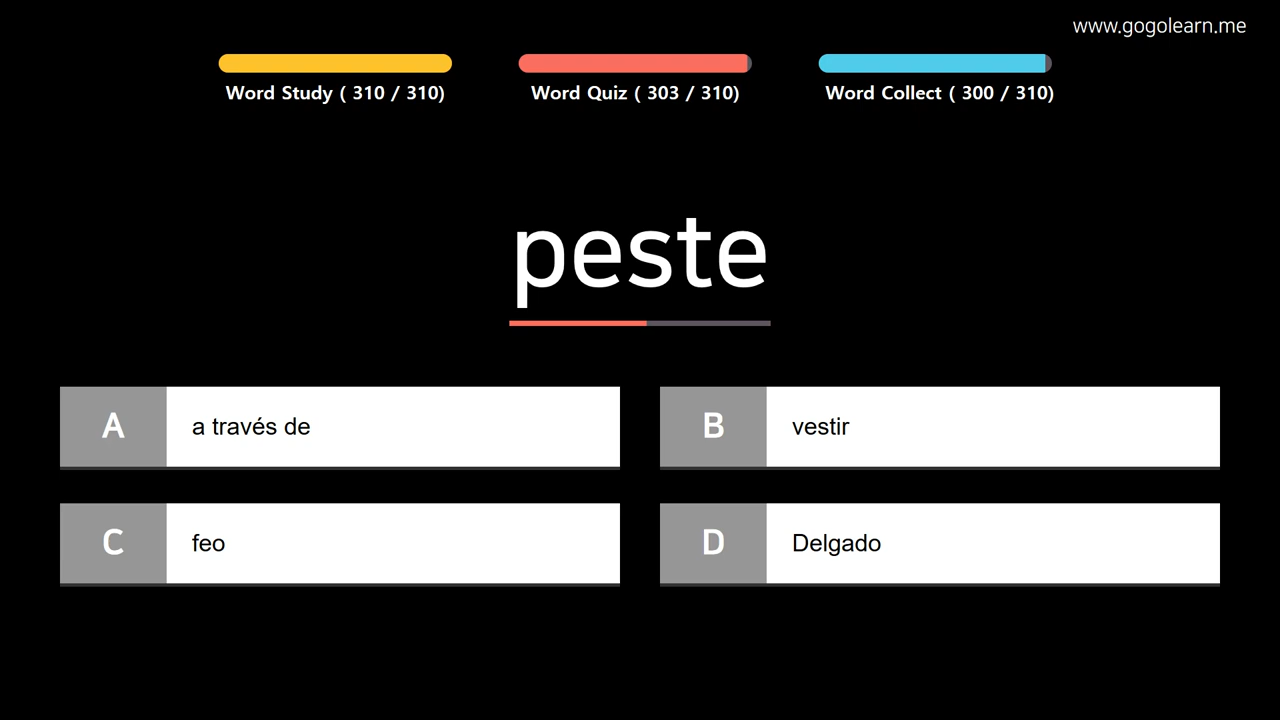 www.gogolearn.me
Word Study ( 310 / 310)
Word Quiz ( 303 / 310)
Word Collect ( 300 / 310)
peste
A
a través de
B
vestir
C
feo
D
Delgado